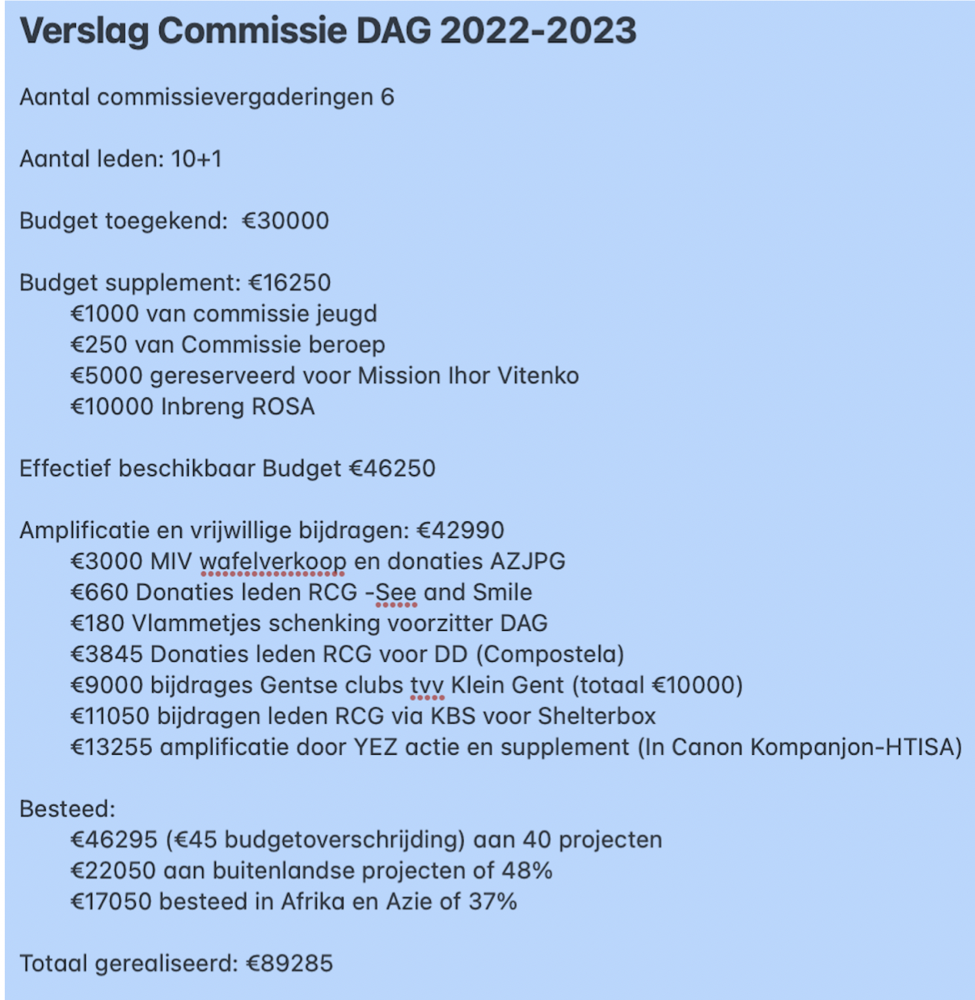 Verslag Commissie DAG 2022-2023
Aantal commissievergaderingen 6
Aantal leden: 10+1
Budget toegekend:  €30000
Budget supplement: €16250
€1000 van commissie jeugd
€250 van Commissie beroep
€5000 gereserveerd voor Mission Ihor Vitenko
€10000 Inbreng ROSA
Effectief beschikbaar Budget €46250
Amplificatie en vrijwillige bijdragen: €42990
€3000 MIV wafelverkoop en donaties AZJPG
€660 Donaties leden RCG -See and Smile
€180 Vlammetjes schenking voorzitter DAG
€3845 Donaties leden RCG voor DD (Compostela)
€9000 bijdrages Gentse clubs tvv Klein Gent (totaal €10000)
€11050 bijdragen leden RCG via KBS voor Shelterbox
€13255 amplificatie door YEZ actie en supplement (In Canon Kompanjon-HTISA)
Besteed:
€46295 (€45 budgetoverschrijding) aan 40 projecten
€22050 aan buitenlandse projecten of 48%
€17050 besteed in Afrika en Azie of 37%
Totaal gerealiseerd: €89285